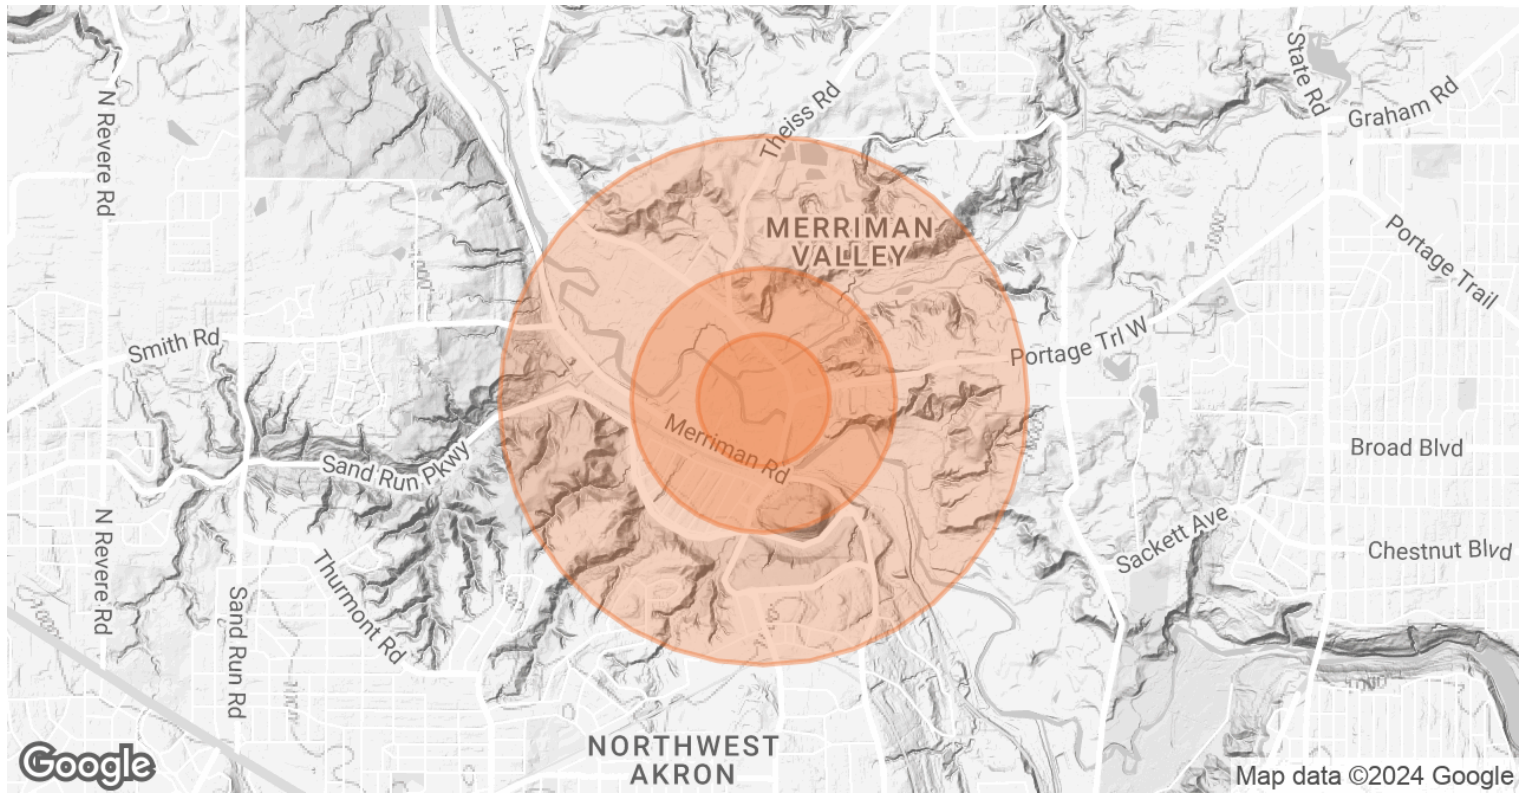 State Rd
Graham Rd
Theiss Rd
N Revere Rd
MERRIMAN
VALLEY
Portage Trail
Smith Rd
Portage Trl W
Merriman Rd
Broad Blvd
Sand Run Pkwy
N Revere Rd
Sackett Ave
Chestnut Blvd
Thurmont Rd
Sand Run Rd
NORTHWEST
AKRON
Google
Map data ©2024 Google